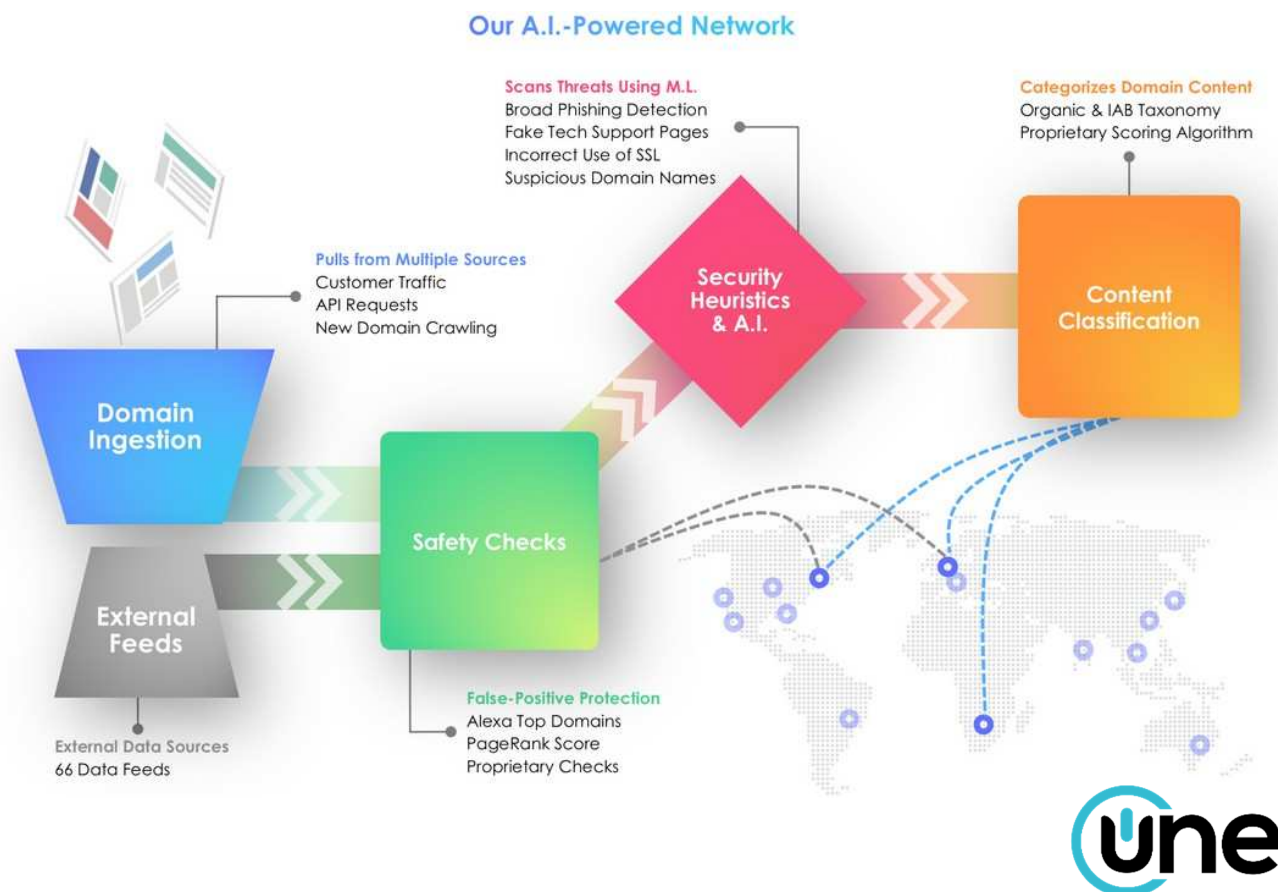 Our A.I.-Powered Network
Scans Threats Using M.L.
Broad Phishing Detection
Fake Tech Support Pages
Incorrect Use of SSL
Suspicious Domain Names
Categorizes Domain Content
Organic & IAB Taxonomy
Proprietary Scoring Algorithm
Pulls from Multiple Sources
Customer Traffic
API Requests
New Domain Crawling
Security
Heuristics
& A.I.
Content
Classification
Domain
Ingestion
Safety Checks
External
Feeds
False-Positive Protection
Alexa Top Domains
PageRank Score
Proprietary Checks
External Data Sources
66 Data Feeds
une